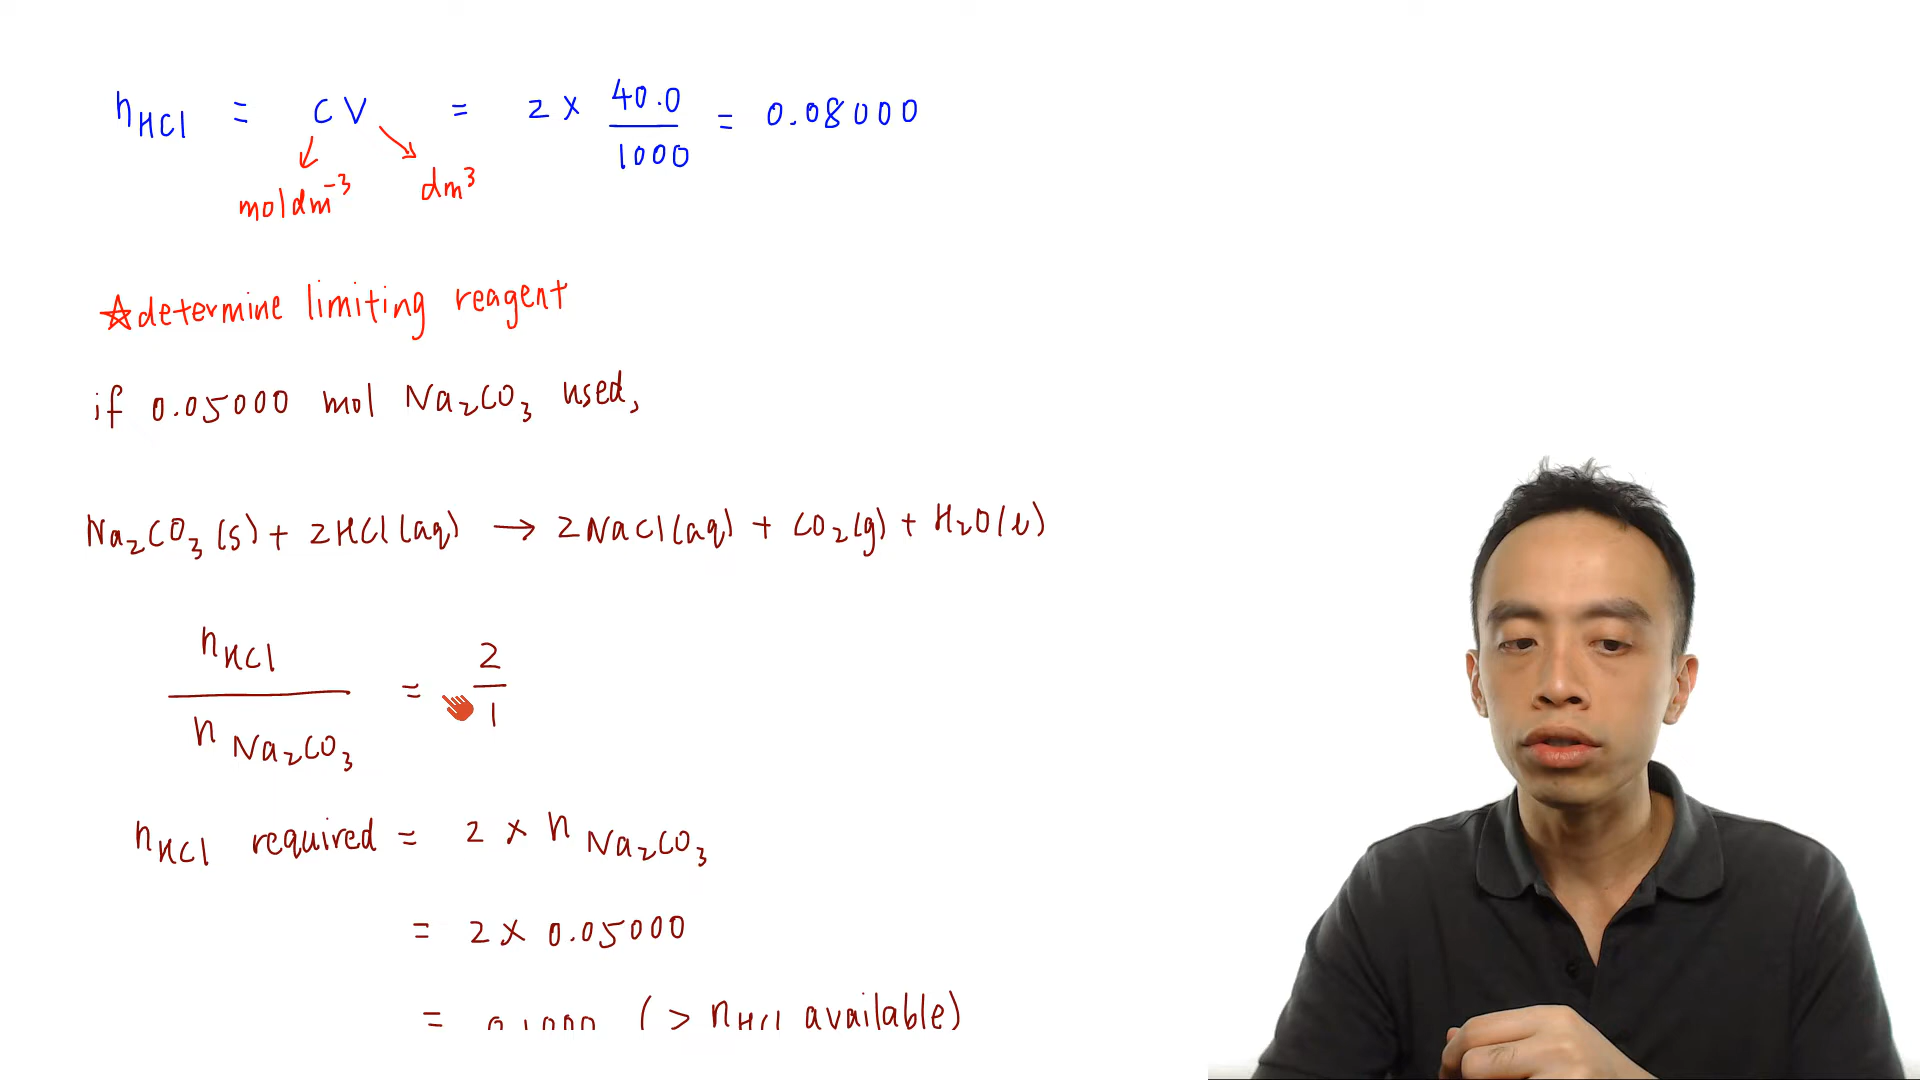 nHCl = CV = 2 × 40.0/1000 = 0.08000
moldm⁻³ dm³
☆determine limiting reagent
if 0.05000 mol Na₂CO₃ used,
Na₂CO₃(s) + 2HCl(aq) → 2NaCl(aq) + CO₂(g) + H₂O(l)
nHCl / nNa₂CO₃ = 2/1
nHCl required = 2 × nNa₂CO₃
= 2 × 0.05000
= 0.1000 (> nHCl available)